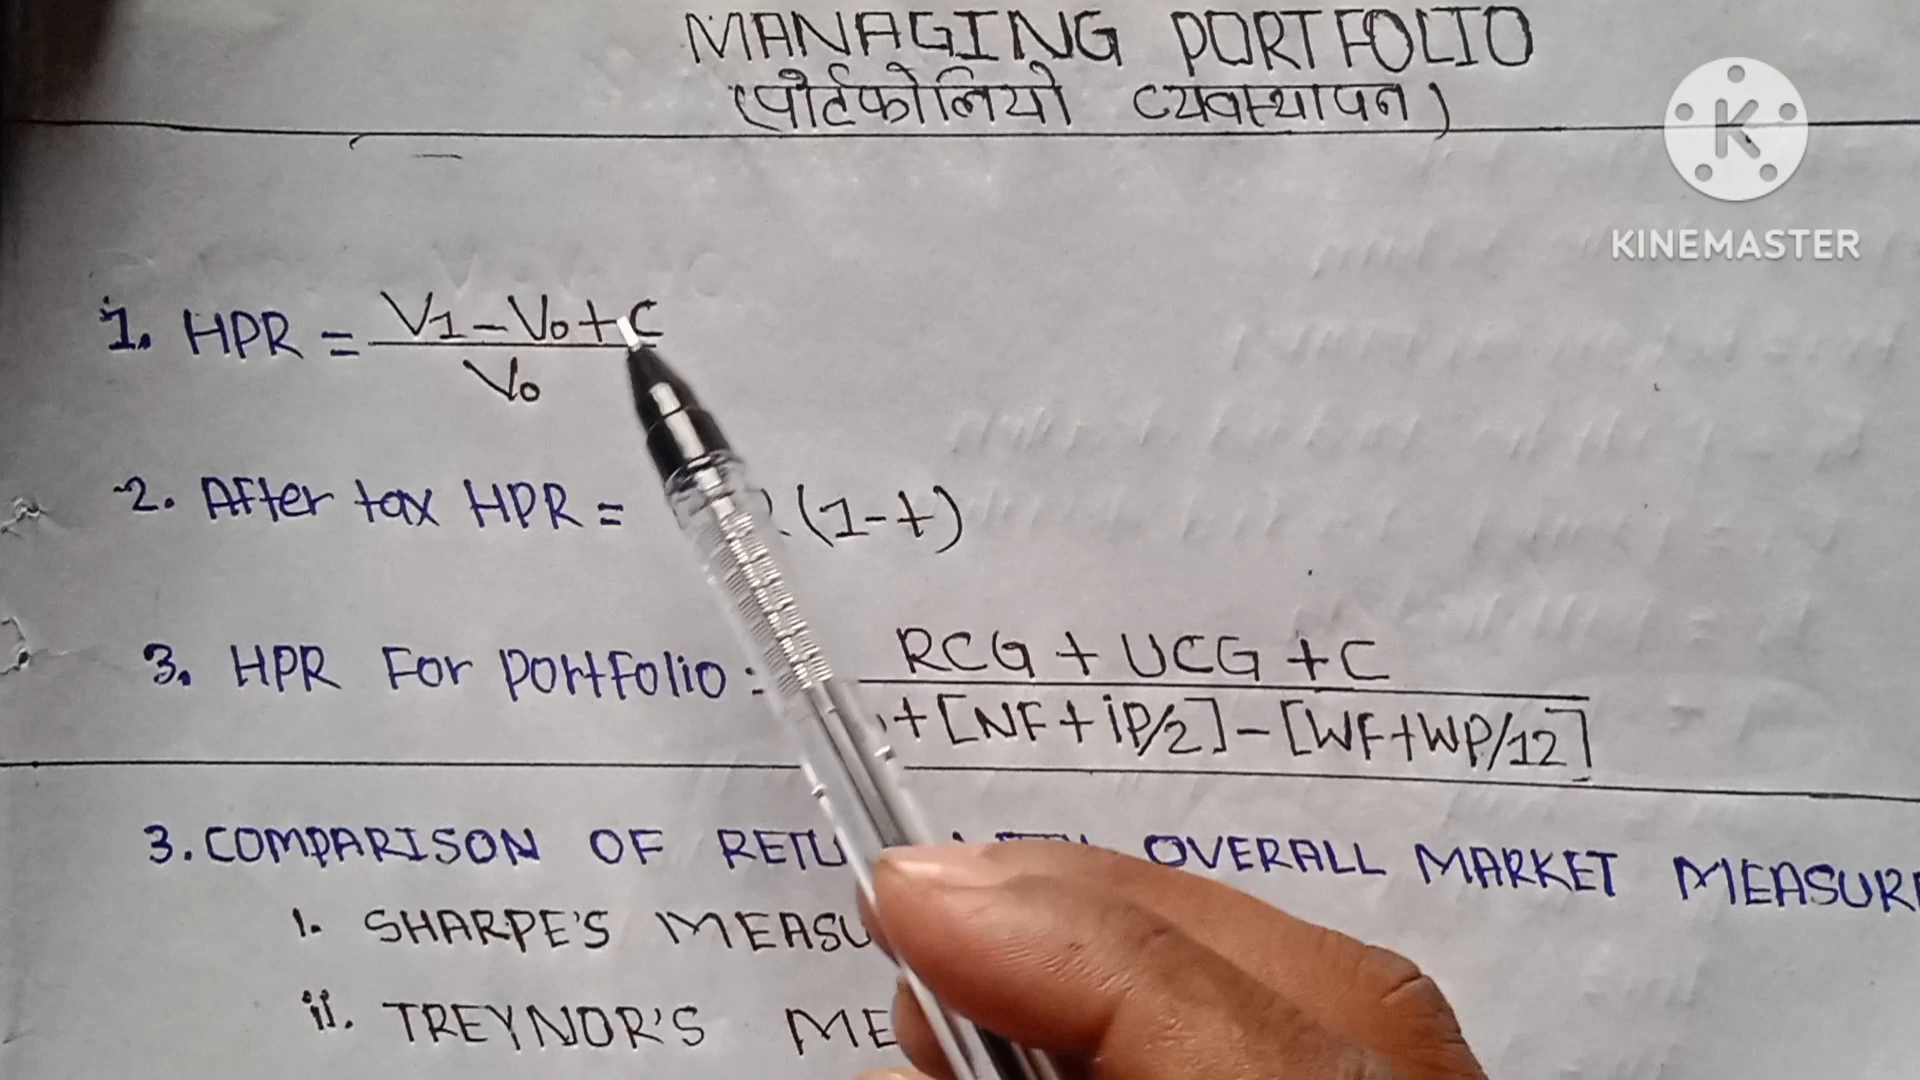 MANAGING PORTFOLIO
(पोर्टफोलियो व्यवस्थापन)
K
KINEMASTER
1. HPR = V1 - V0 + C
V0
2. After tax HPR = (1-t)
3. HPR For Portfolio = RCG + UCG + C
+ [NF + iP/2] - [WF + WP/12]
3. COMPARISON OF OVERALL MARKET
i. SHARPE'S
ii. TREYNOR'S